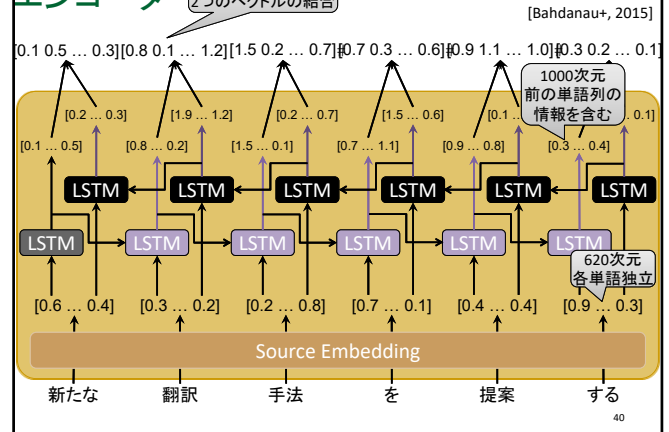 エンコーダ
2つのベクトルの結合
[Bahdanau+, 2015]
[0.1 0.5 … 0.3][0.8 0.1 … 1.2][1.5 0.2 … 0.7][0.7 0.3 … 0.6][0.9 1.1 … 1.0][0.3 0.2 … 0.1]
1000次元
前の単語列の
情報を含む
[0.2 … 0.3] [1.9 … 1.2] [0.2 … 0.7] [1.5 … 0.6] [0.1 … 0.1]
[0.1 … 0.5] [0.8 … 0.2] [1.5 … 0.1] [0.7 … 1.1] [0.9 … 0.8] [0.3 … 0.4]
LSTM LSTM LSTM LSTM LSTM LSTM
LSTM LSTM LSTM LSTM LSTM LSTM
620次元
各単語独立
[0.6 … 0.4] [0.3 … 0.2] [0.2 … 0.8] [0.7 … 0.1] [0.4 … 0.4] [0.9 … 0.3]
Source Embedding
新たな 翻訳 手法 を 提案 する
40